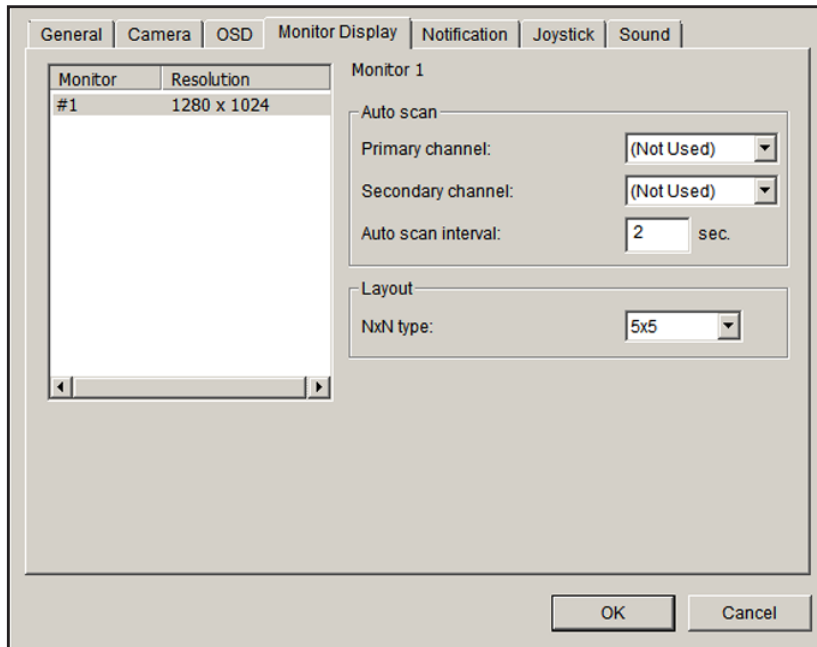 General Camera OSD Monitor Display Notification Joystick Sound
Monitor Resolution
#1 1280 x 1024
Monitor 1
Auto scan
Primary channel: (Not Used)
Secondary channel: (Not Used)
Auto scan interval: 2 sec.
Layout
NxN type: 5x5
OK Cancel